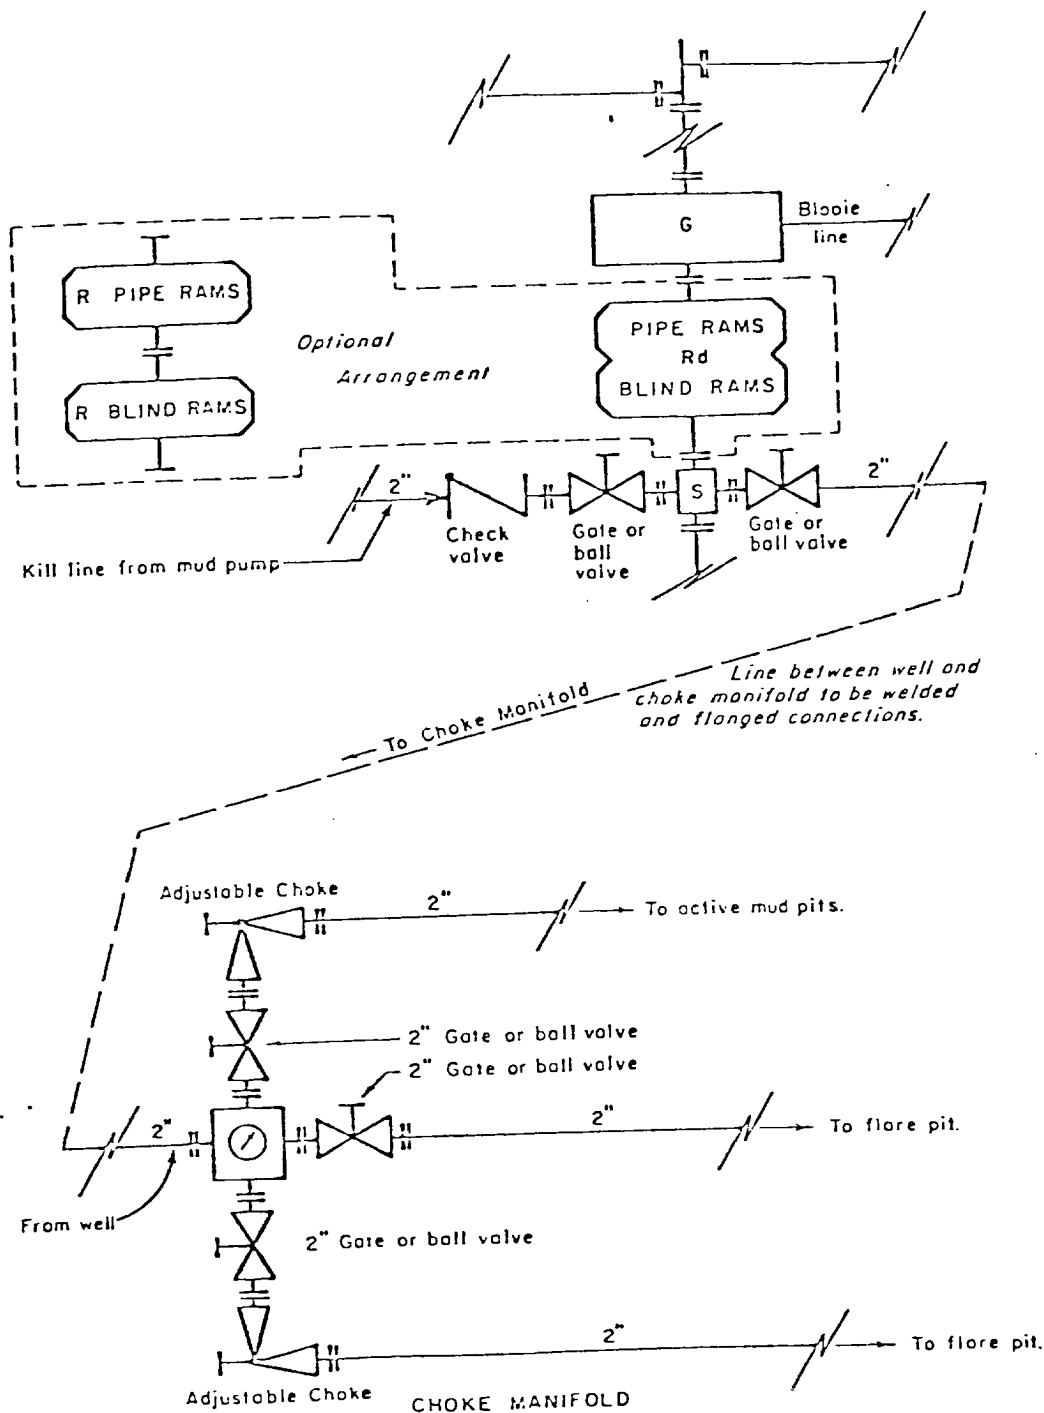 G
Blooie
line
R PIPE RAMS
R BLIND RAMS
Optional
Arrangement
PIPE RAMS
Rd
BLIND RAMS
2"
Check
valve
Gate or
ball
valve
S
Gate or
ball valve
2"
Kill line from mud pump
Line between well and
choke manifold to be welded
and flanged connections.
To Choke Manifold
Adjustable Choke
2"
To active mud pits.
2" Gate or ball valve
2" Gate or ball valve
2"
2"
To flare pit.
From well
2" Gate or ball valve
2"
To flare pit.
Adjustable Choke
CHOKE MANIFOLD